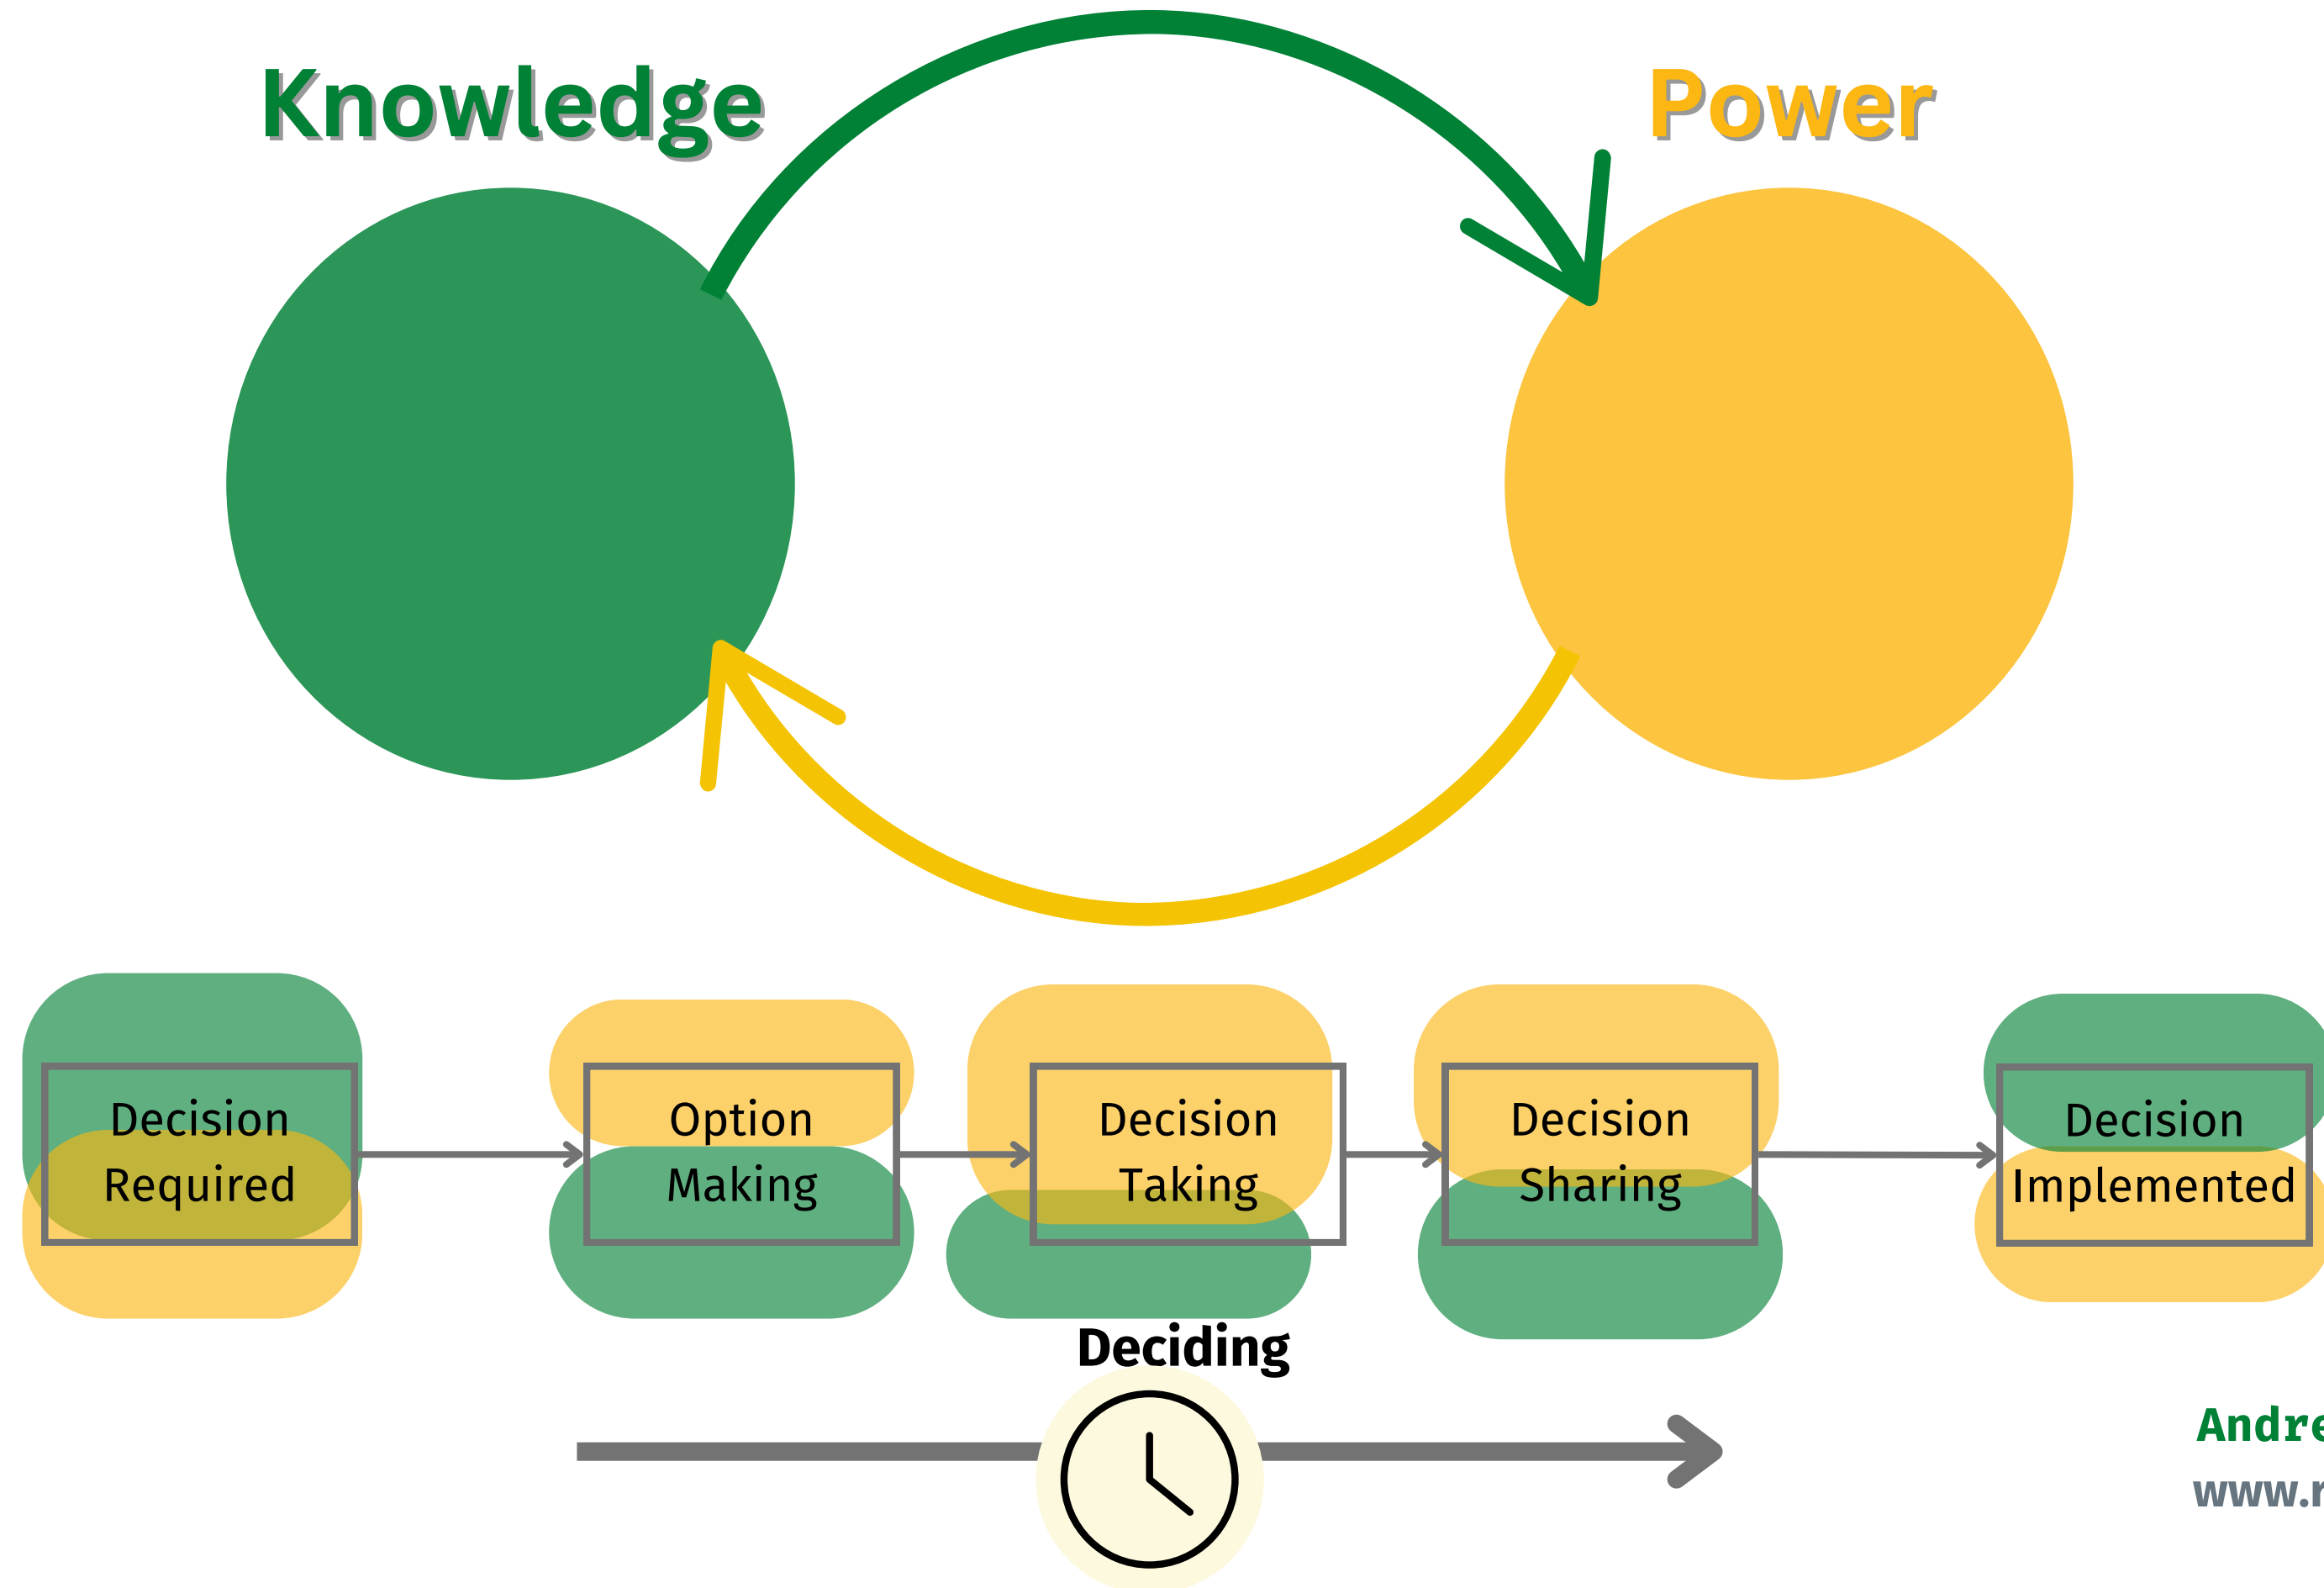 Knowledge
Power
Decision
Required
Option
Making
Decision
Taking
Decision
Sharing
Decision
Implemented
Deciding